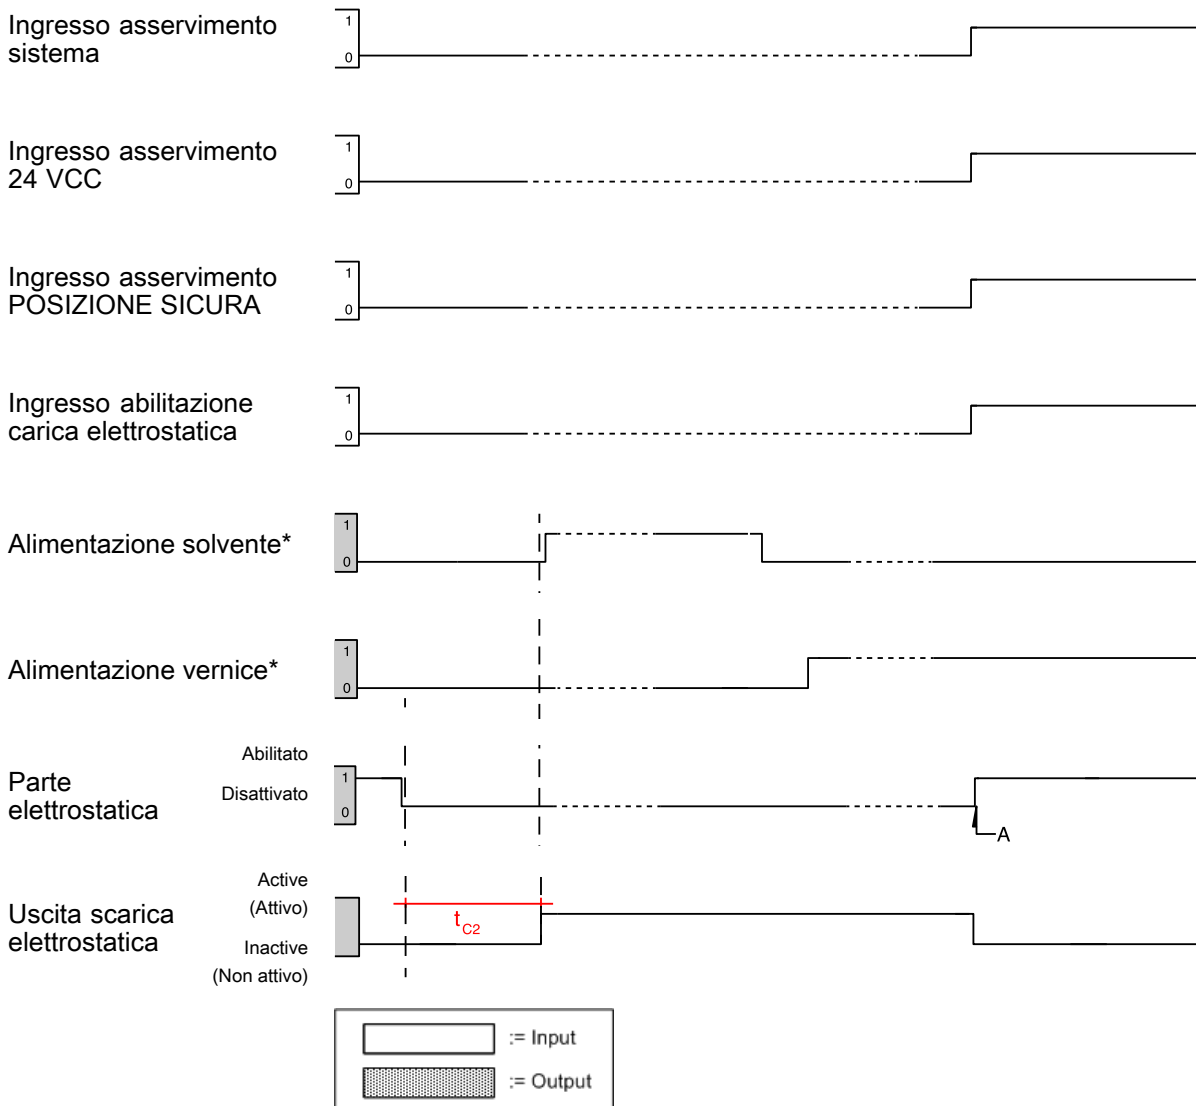 Ingresso asservimento
sistema
1
0
Ingresso asservimento
24 VCC
1
0
Ingresso asservimento
POSIZIONE SICURA
1
0
Ingresso abilitazione
carica elettrostatica
1
0
Alimentazione solvente*
1
0
Alimentazione vernice*
1
0
Parte
elettrostatica
Abilitato
Disattivato
1
0
A
Uscita scarica
elettrostatica
Active
(Attivo)
Inactive
(Non attivo)
tC2
:= Input
:= Output